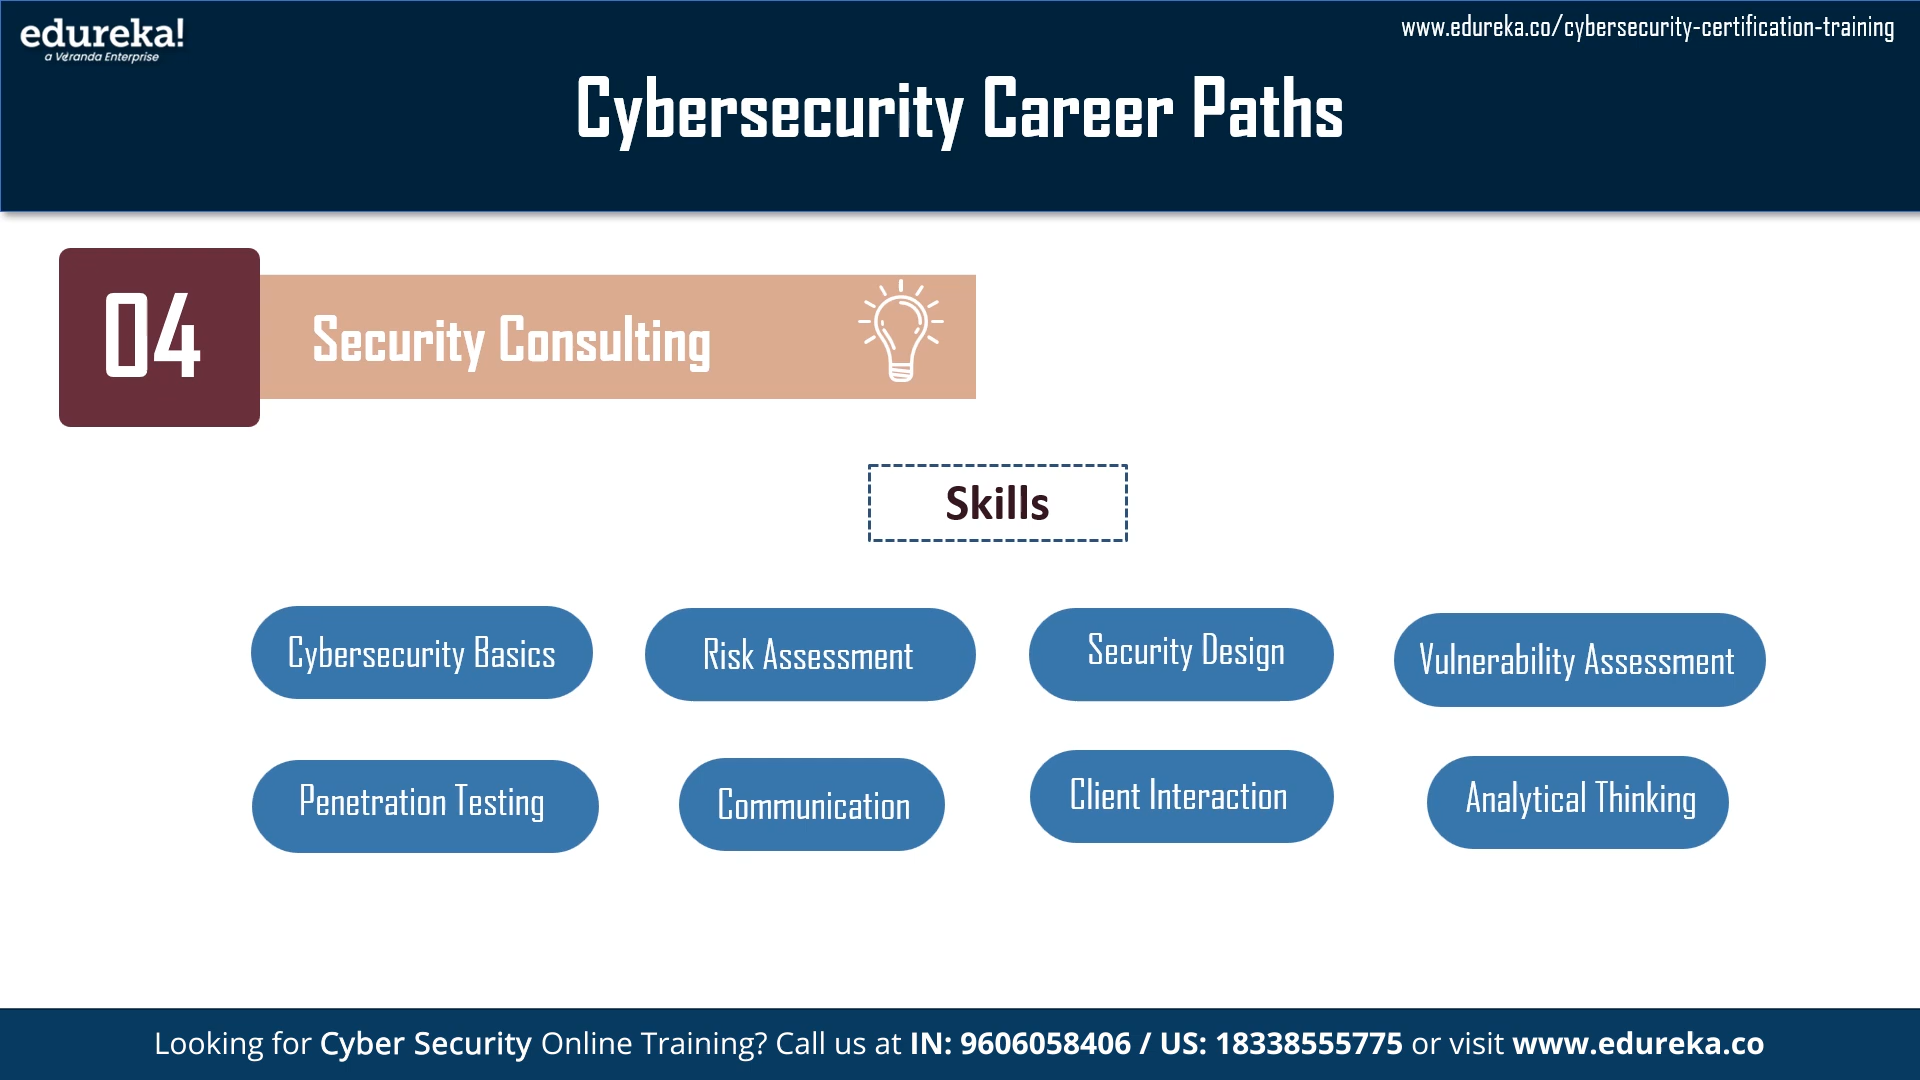 edureka!
a Veranda Enterprise
www.edureka.co/cybersecurity-certification-training
Cybersecurity Career Paths
04
Security Consulting
Skills
Cybersecurity Basics
Risk Assessment
Security Design
Vulnerability Assessment
Penetration Testing
Communication
Client Interaction
Analytical Thinking
Looking for Cyber Security Online Training? Call us at IN: 9606058406 / US: 18338555775 or visit www.edureka.co